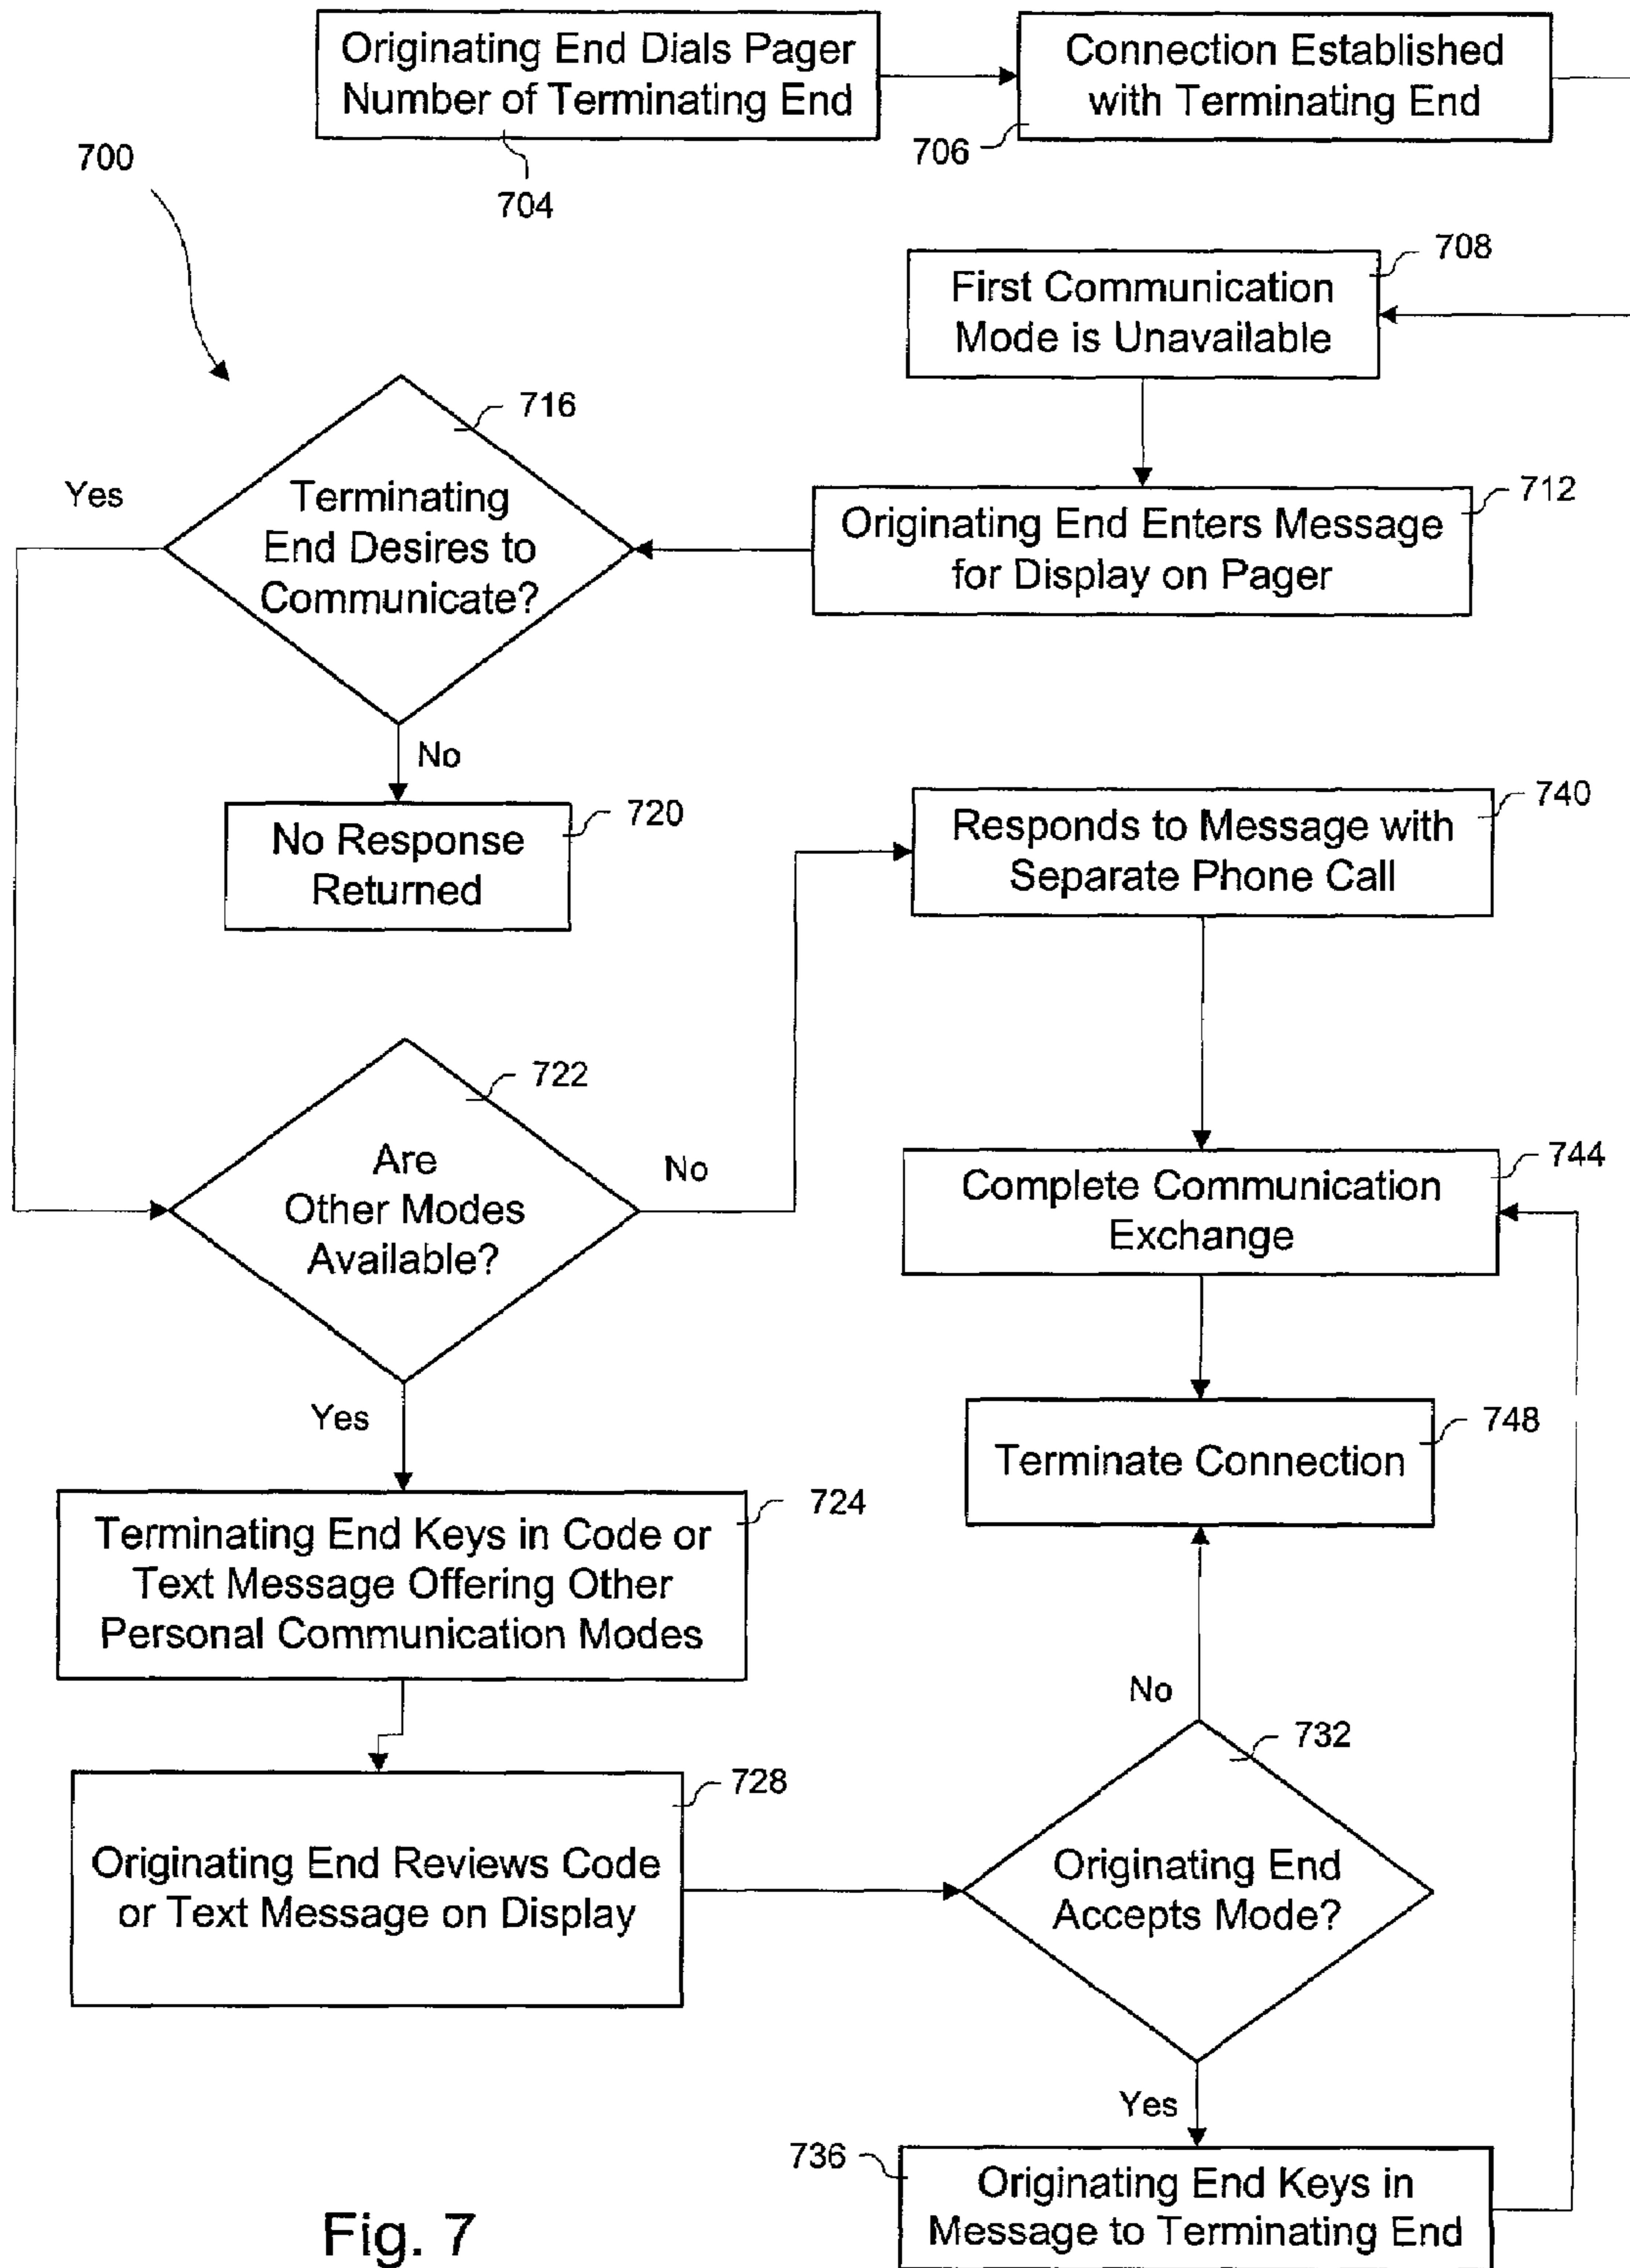 Originating End Dials Pager
Number of Terminating End
704
Connection Established
with Terminating End
706
700
708
First Communication
Mode is Unavailable
712
Originating End Enters Message
for Display on Pager
716
Terminating
End Desires to
Communicate?
Yes
No
720
No Response
Returned
740
Responds to Message with
Separate Phone Call
722
Are
Other Modes
Available?
No
Yes
744
Complete Communication
Exchange
748
Terminate Connection
724
Terminating End Keys in Code or
Text Message Offering Other
Personal Communication Modes
728
Originating End Reviews Code
or Text Message on Display
No
732
Originating End
Accepts Mode?
Yes
736
Originating End Keys in
Message to Terminating End
Fig. 7